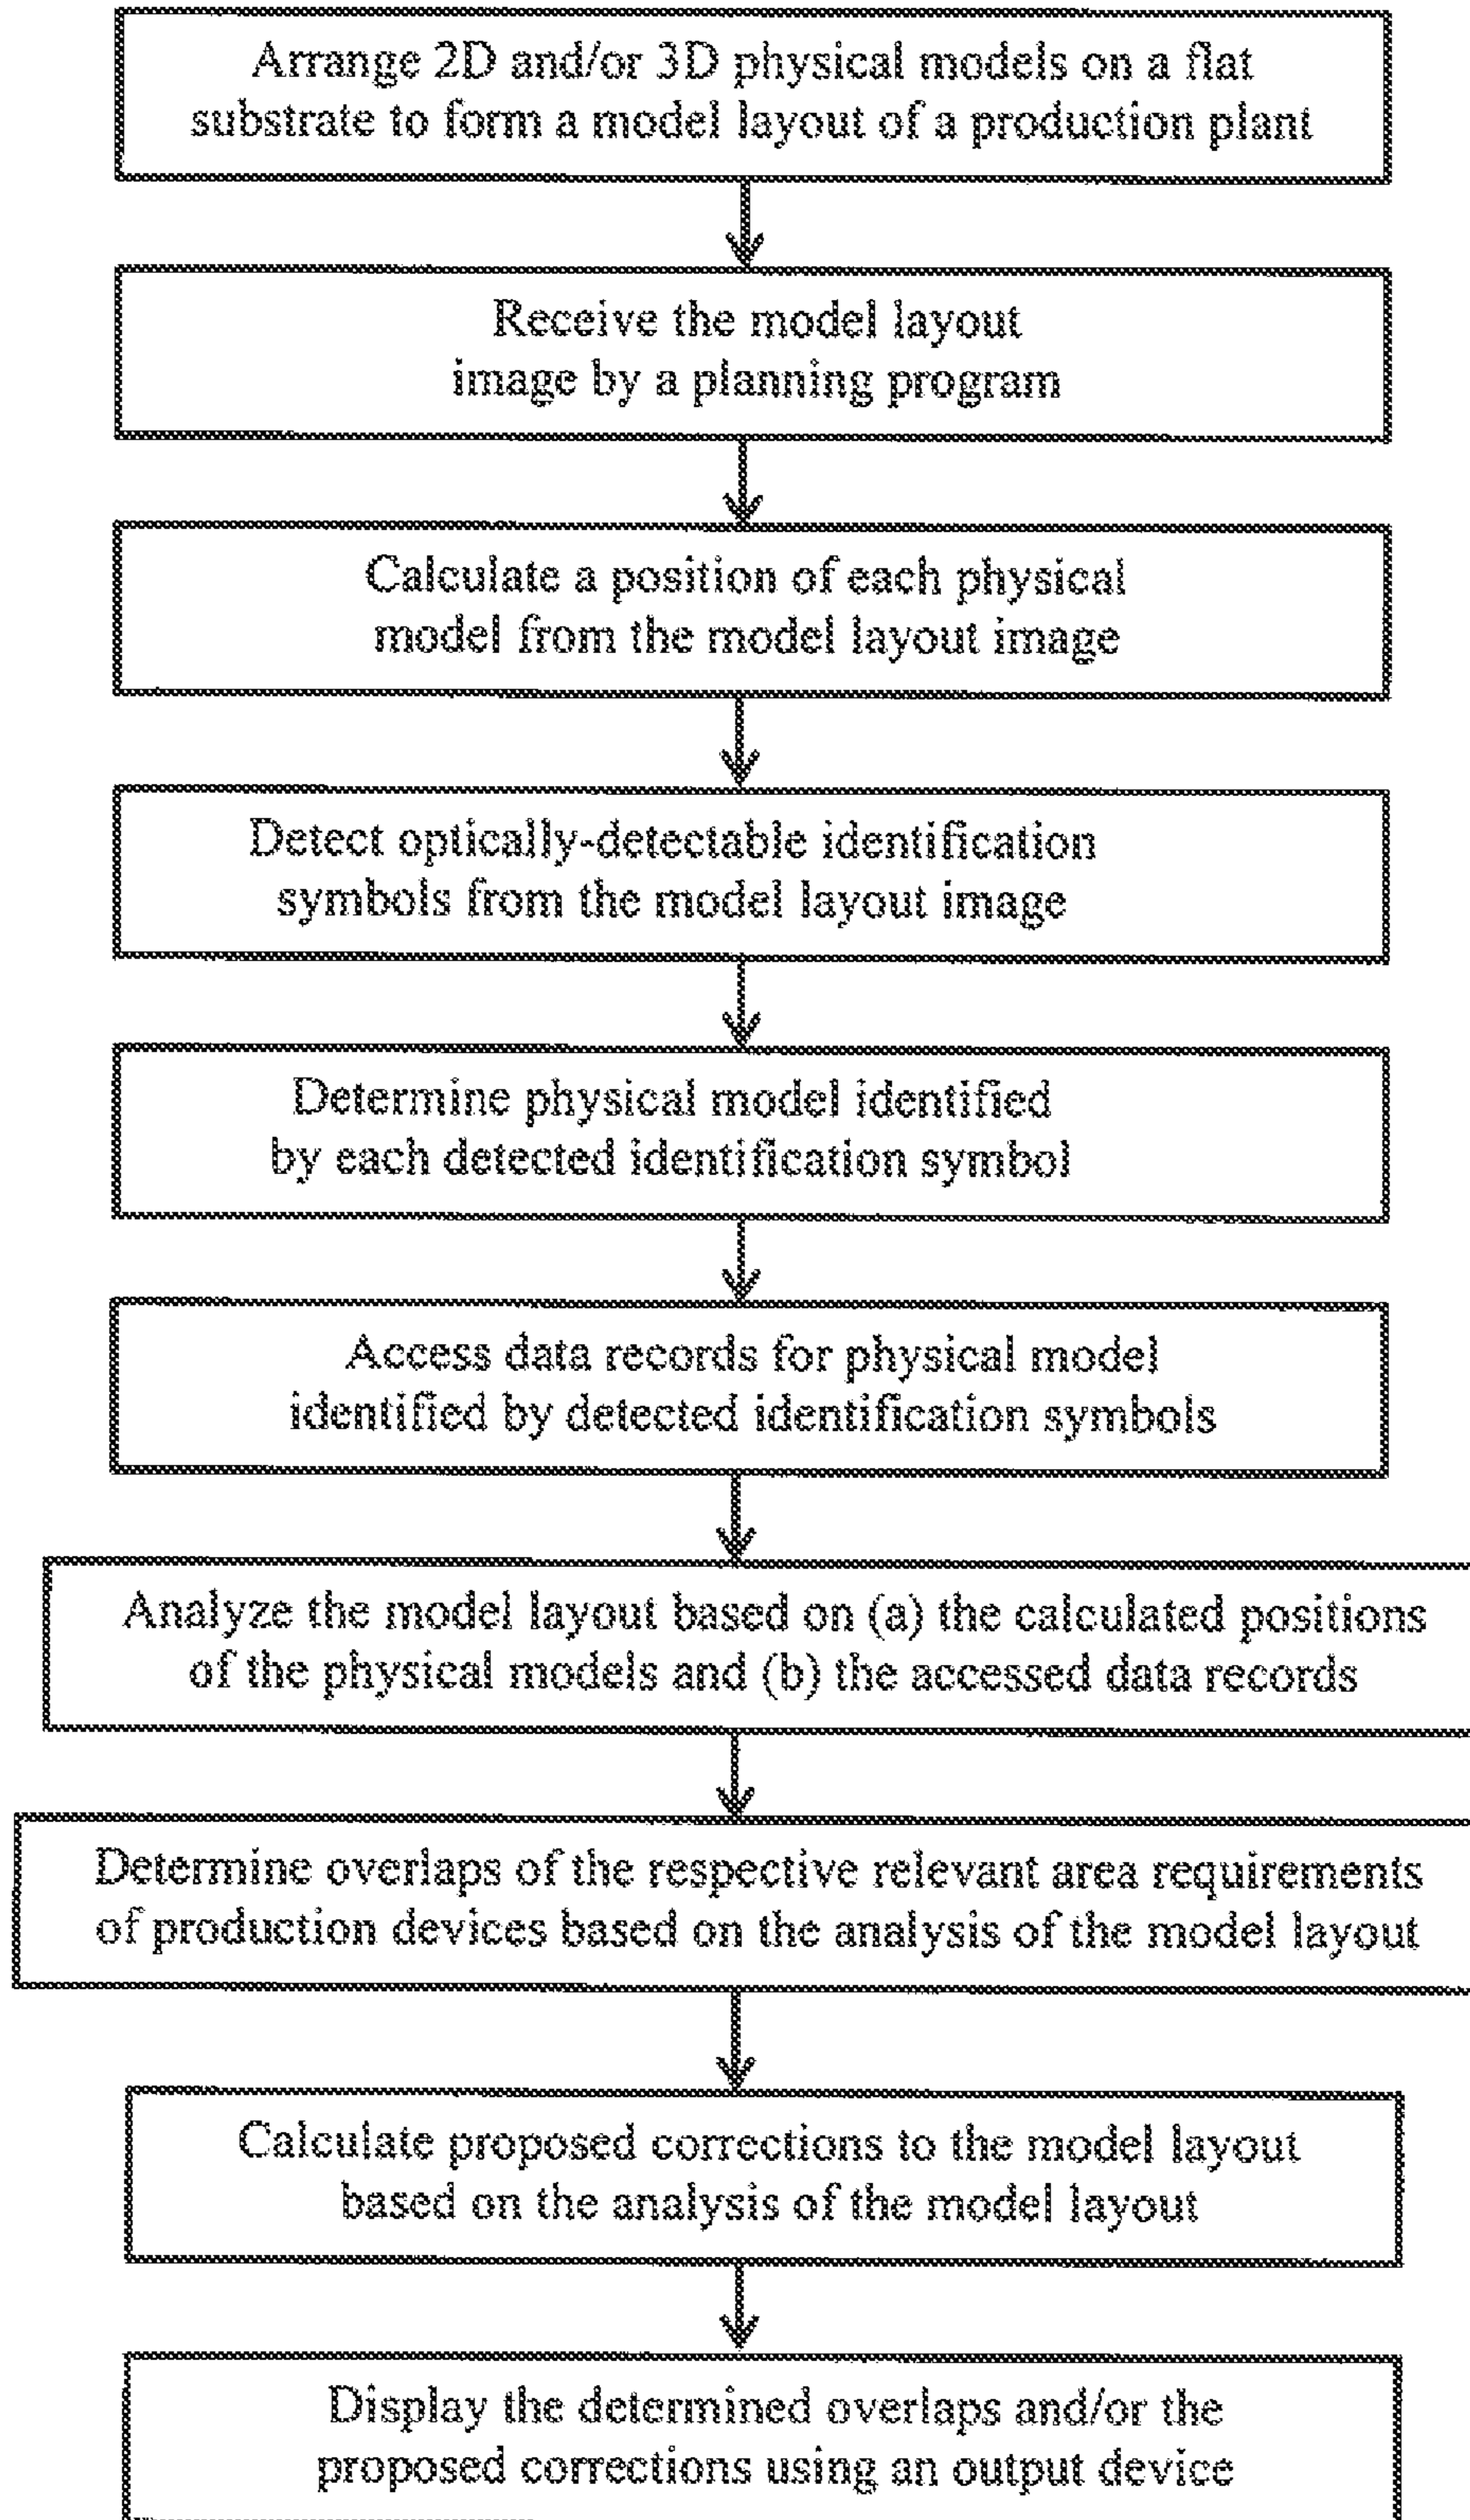 Arrange 2D and/or 3D physical models on a flat
substrate to form a model layout of a production plant
Receive the model layout
image by a planning program
Calculate a position of each physical
model from the model layout image
Detect optically-detectable identification
symbols from the model layout image
Determine physical model identified
by each detected identification symbol
Access data records for physical model
identified by detected identification symbols
Analyze the model layout based on (a) the calculated positions
of the physical models and (b) the accessed data records
Determine overlaps of the respective relevant area requirements
of production devices based on the analysis of the model layout
Calculate proposed corrections to the model layout
based on the analysis of the model layout
Display the determined overlaps and/or the
proposed corrections using an output device